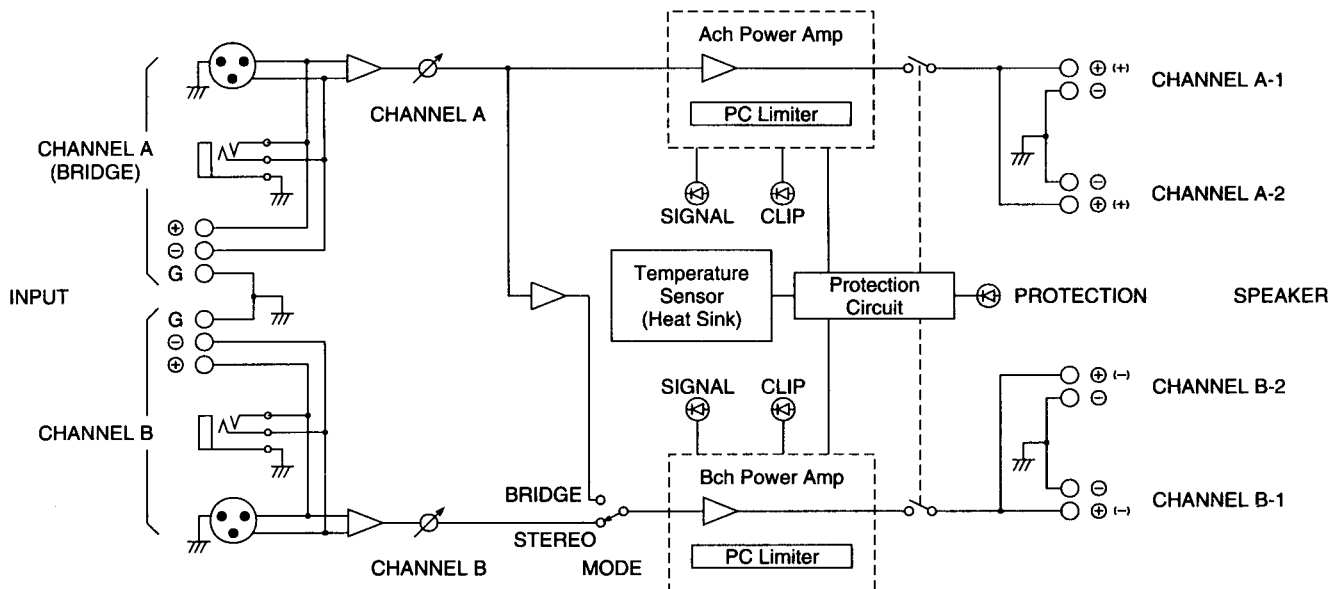 Ach Power Amp
PC Limiter
CHANNEL A
CHANNEL A
(BRIDGE)
⊕
⊖
G
INPUT
G
⊖
⊕
CHANNEL B
CHANNEL B
SIGNAL
CLIP
Temperature
Sensor
(Heat Sink)
Protection
Circuit
PROTECTION
SPEAKER
SIGNAL
CLIP
Bch Power Amp
PC Limiter
BRIDGE
STEREO
MODE
⊕ (+) CHANNEL A-1
⊖
⊖
⊕ (+) CHANNEL A-2
⊕ (−) CHANNEL B-2
⊖
⊖
⊕ (−) CHANNEL B-1